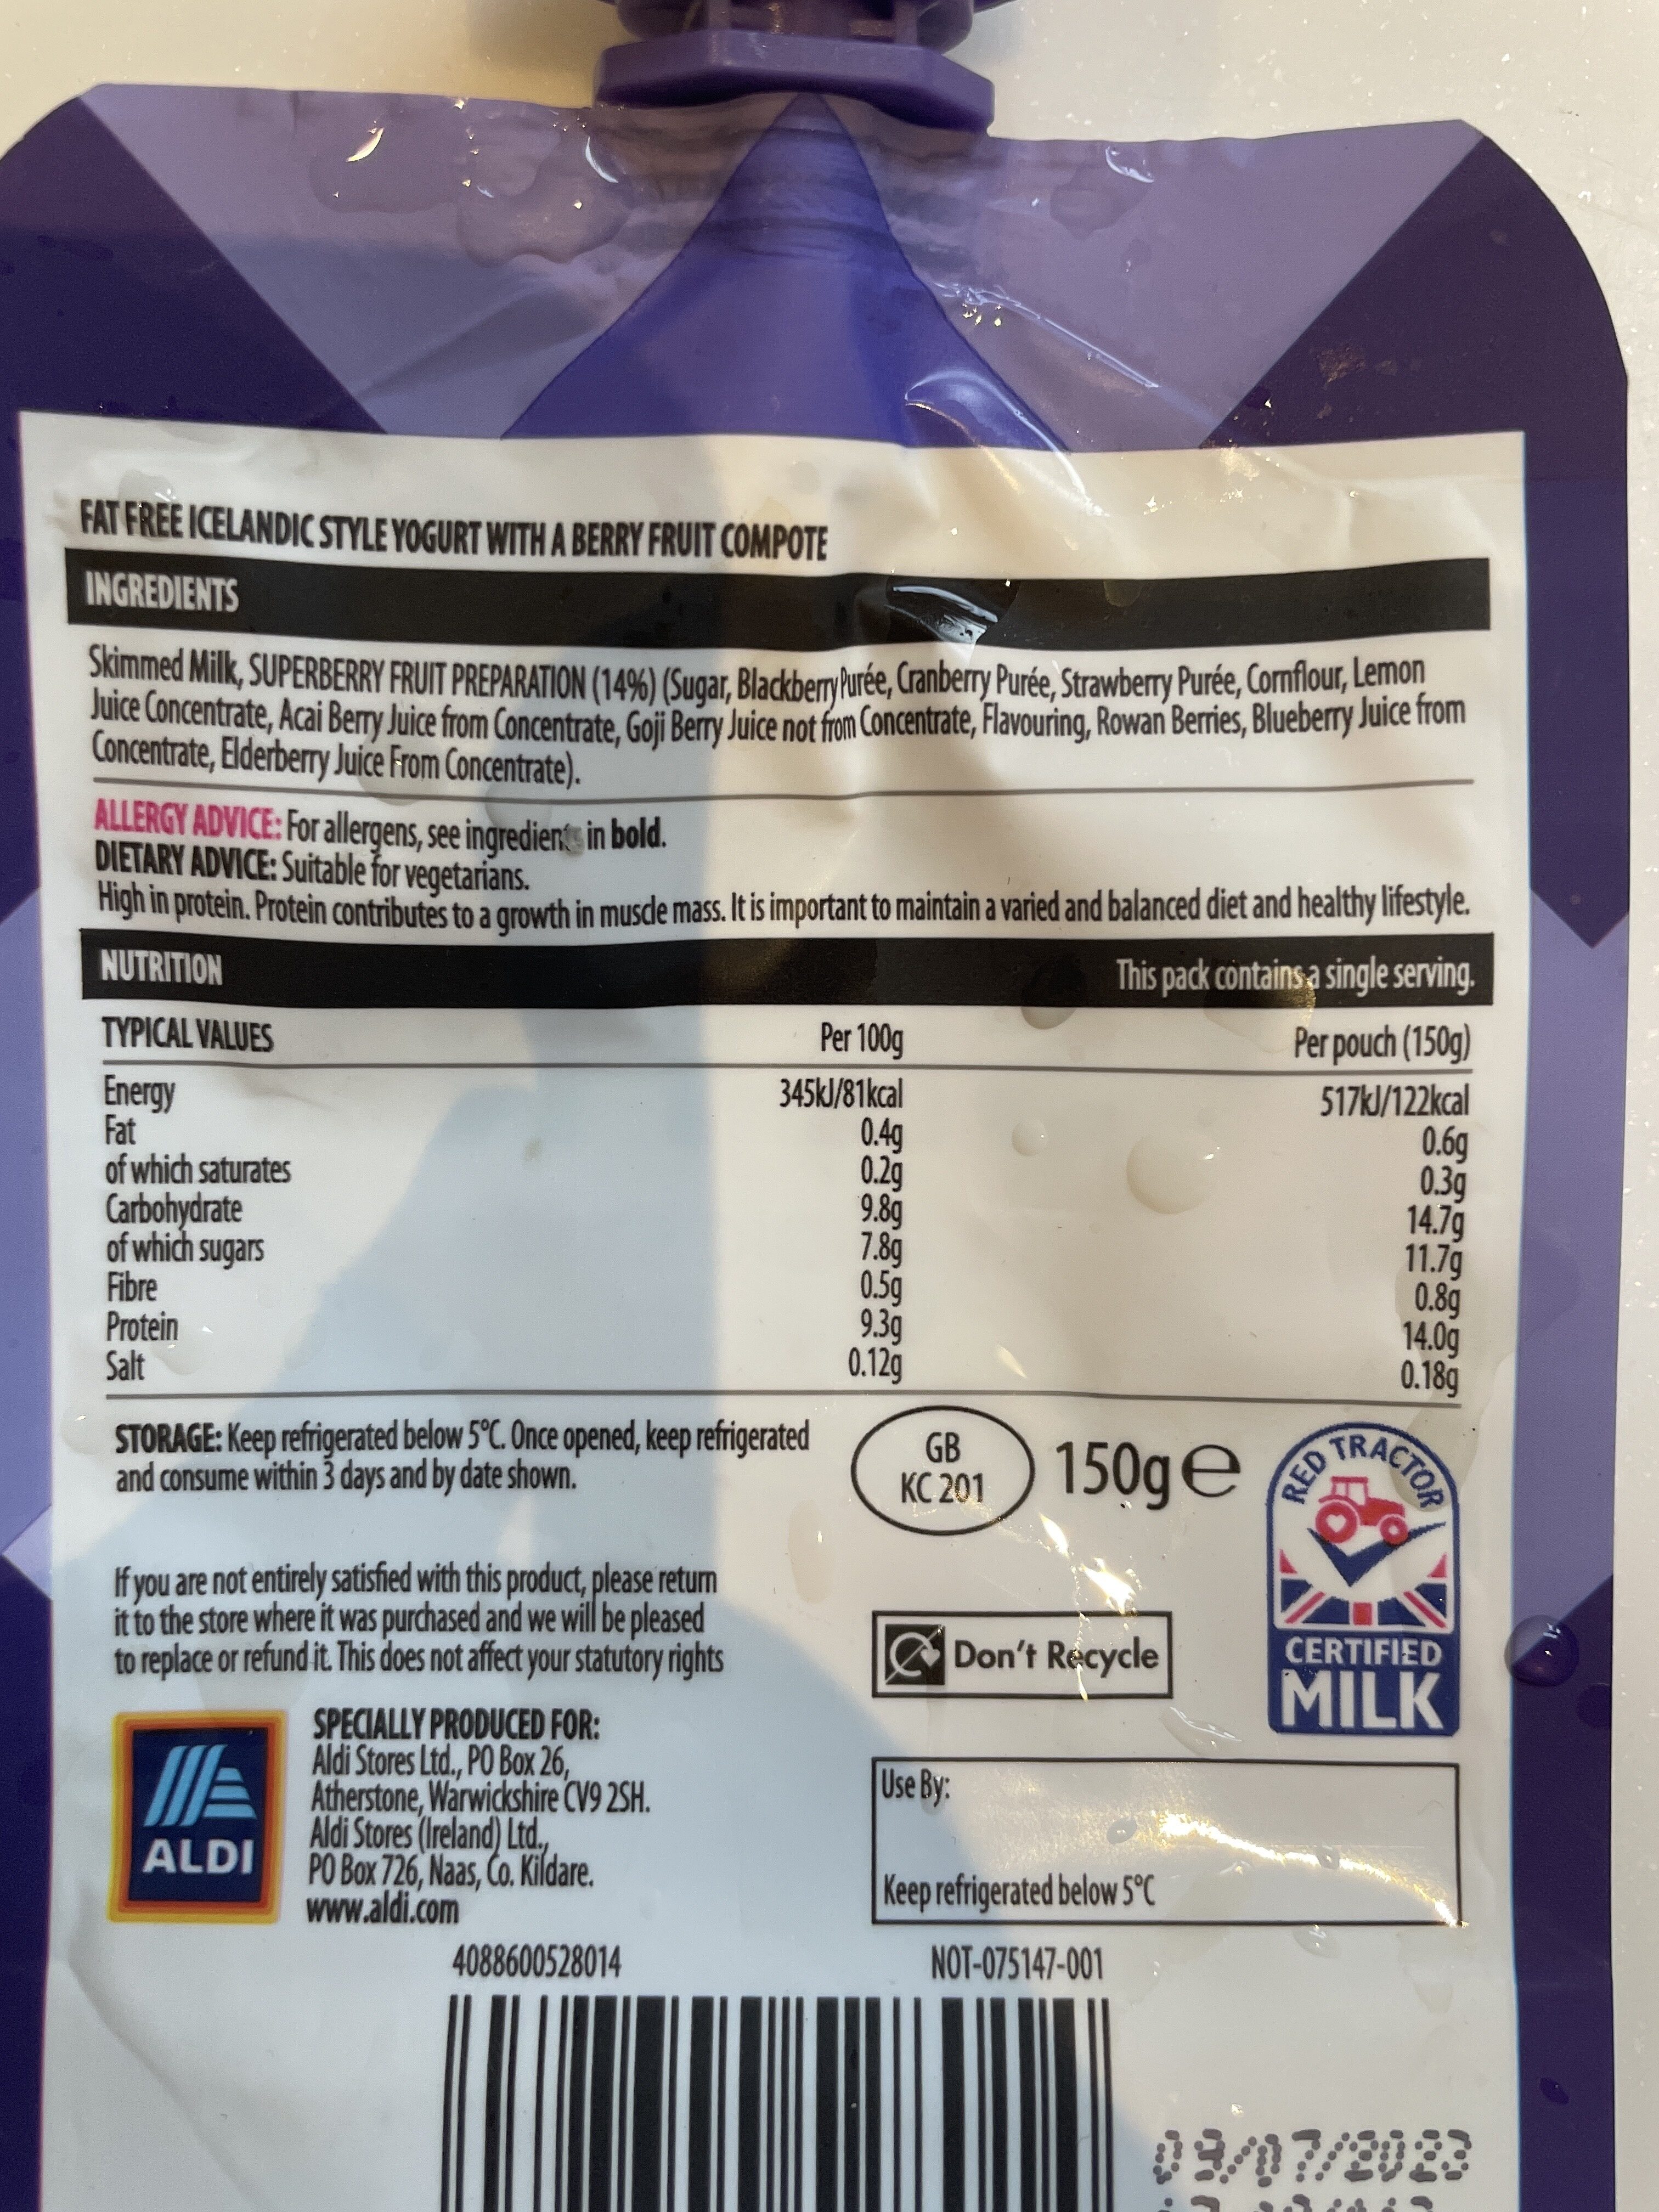 FAT FREE ICELANDIC STYLE YOGURT WITH A BERRY FRUIT COMPOTE
INGREDIENTS
Skimmed Milk, SUPERBERRY FRUIT PREPARATION (14%) (Sugar, Blackberry Purée, Cranberry Purée, Strawberry Purée, Cornflour, Lemon
Juice Concentrate, Acai Berry Juice from Concentrate, Goji Berry Juice not from Concentrate, Flavouring, Rowan Berries, Blueberry Juice from
Concentrate, Elderberry Juice From Concentrate).
ALLERGY ADVICE: For allergens, see ingredients in bold.
DIETARY ADVICE: Suitable for vegetarians.
High in protein. Protein contributes to a growth in muscle mass. It is important to maintain a varied and balanced diet and healthy lifestyle.
NUTRITION This pack contains a single serving.
TYPICAL VALUES Per 100g Per pouch (150g)
Energy 345kJ/81kcal 517kJ/122kcal
Fat 0.4g 0.6g
of which saturates 0.2g 0.3g
Carbohydrate 9.8g 14.7g
of which sugars 7.8g 11.7g
Fibre 0.5g 0.8g
Protein 9.3g 14.0g
Salt 0.12g 0.18g
STORAGE: Keep refrigerated below 5°C. Once opened, keep refrigerated
and consume within 3 days and by date shown.
GB
KC 201
150g e
RED TRACTOR
CERTIFIED
MILK
If you are not entirely satisfied with this product, please return
it to the store where it was purchased and we will be pleased
to replace or refund it. This does not affect your statutory rights
Don't Recycle
ALDI
SPECIALLY PRODUCED FOR:
Aldi Stores Ltd., PO Box 26,
Atherstone, Warwickshire CV9 2SH.
Aldi Stores (Ireland) Ltd.,
PO Box 726, Naas, Co. Kildare.
www.aldi.com
Use By:
Keep refrigerated below 5°C
4088600528014
NOT-075147-001
03/07/2023